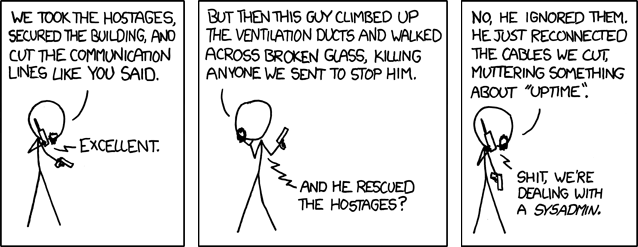 WE TOOK THE HOSTAGES,
SECURED THE BUILDING, AND
CUT THE COMMUNICATION
LINES LIKE YOU SAID.
EXCELLENT.
BUT THEN THIS GUY CLIMBED UP
THE VENTILATION DUCTS AND WALKED
ACROSS BROKEN GLASS, KILLING
ANYONE WE SENT TO STOP HIM.
AND HE RESCUED
THE HOSTAGES?
NO, HE IGNORED THEM.
HE JUST RECONNECTED
THE CABLES WE CUT,
MUTTERING SOMETHING
ABOUT "UPTIME".
SHIT, WE'RE
DEALING WITH
A SYSADMIN.